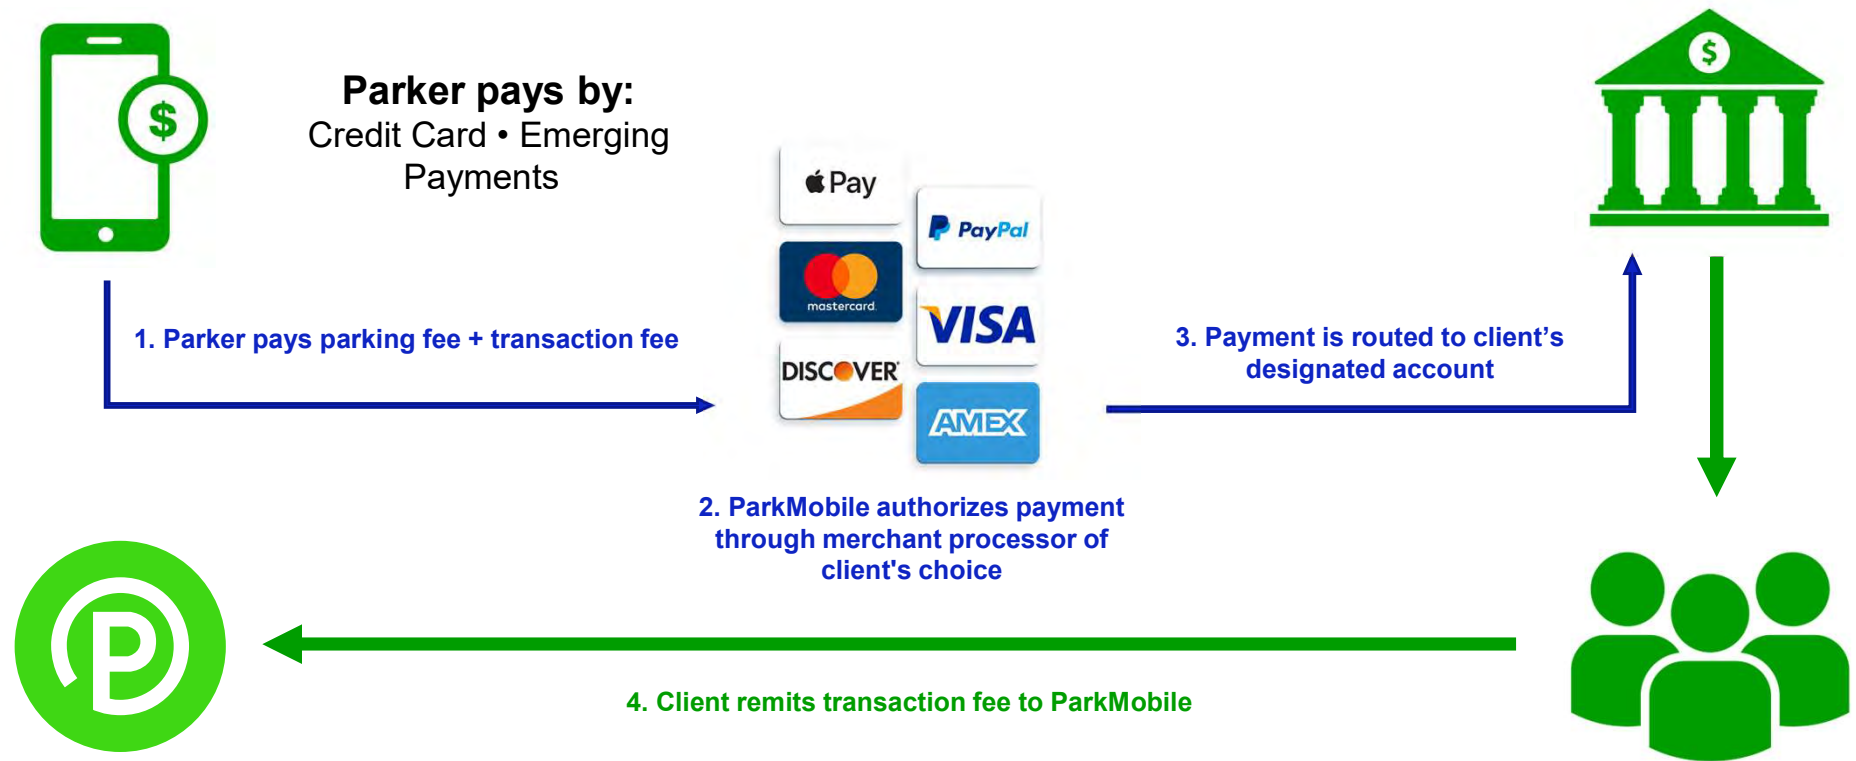 $
Parker pays by:
Credit Card • Emerging
Payments
$
Pay
PayPal
mastercard.
VISA
DISCOVER
AMEX
1. Parker pays parking fee + transaction fee
3. Payment is routed to client’s
designated account
2. ParkMobile authorizes payment
through merchant processor of
client's choice
P
4. Client remits transaction fee to ParkMobile